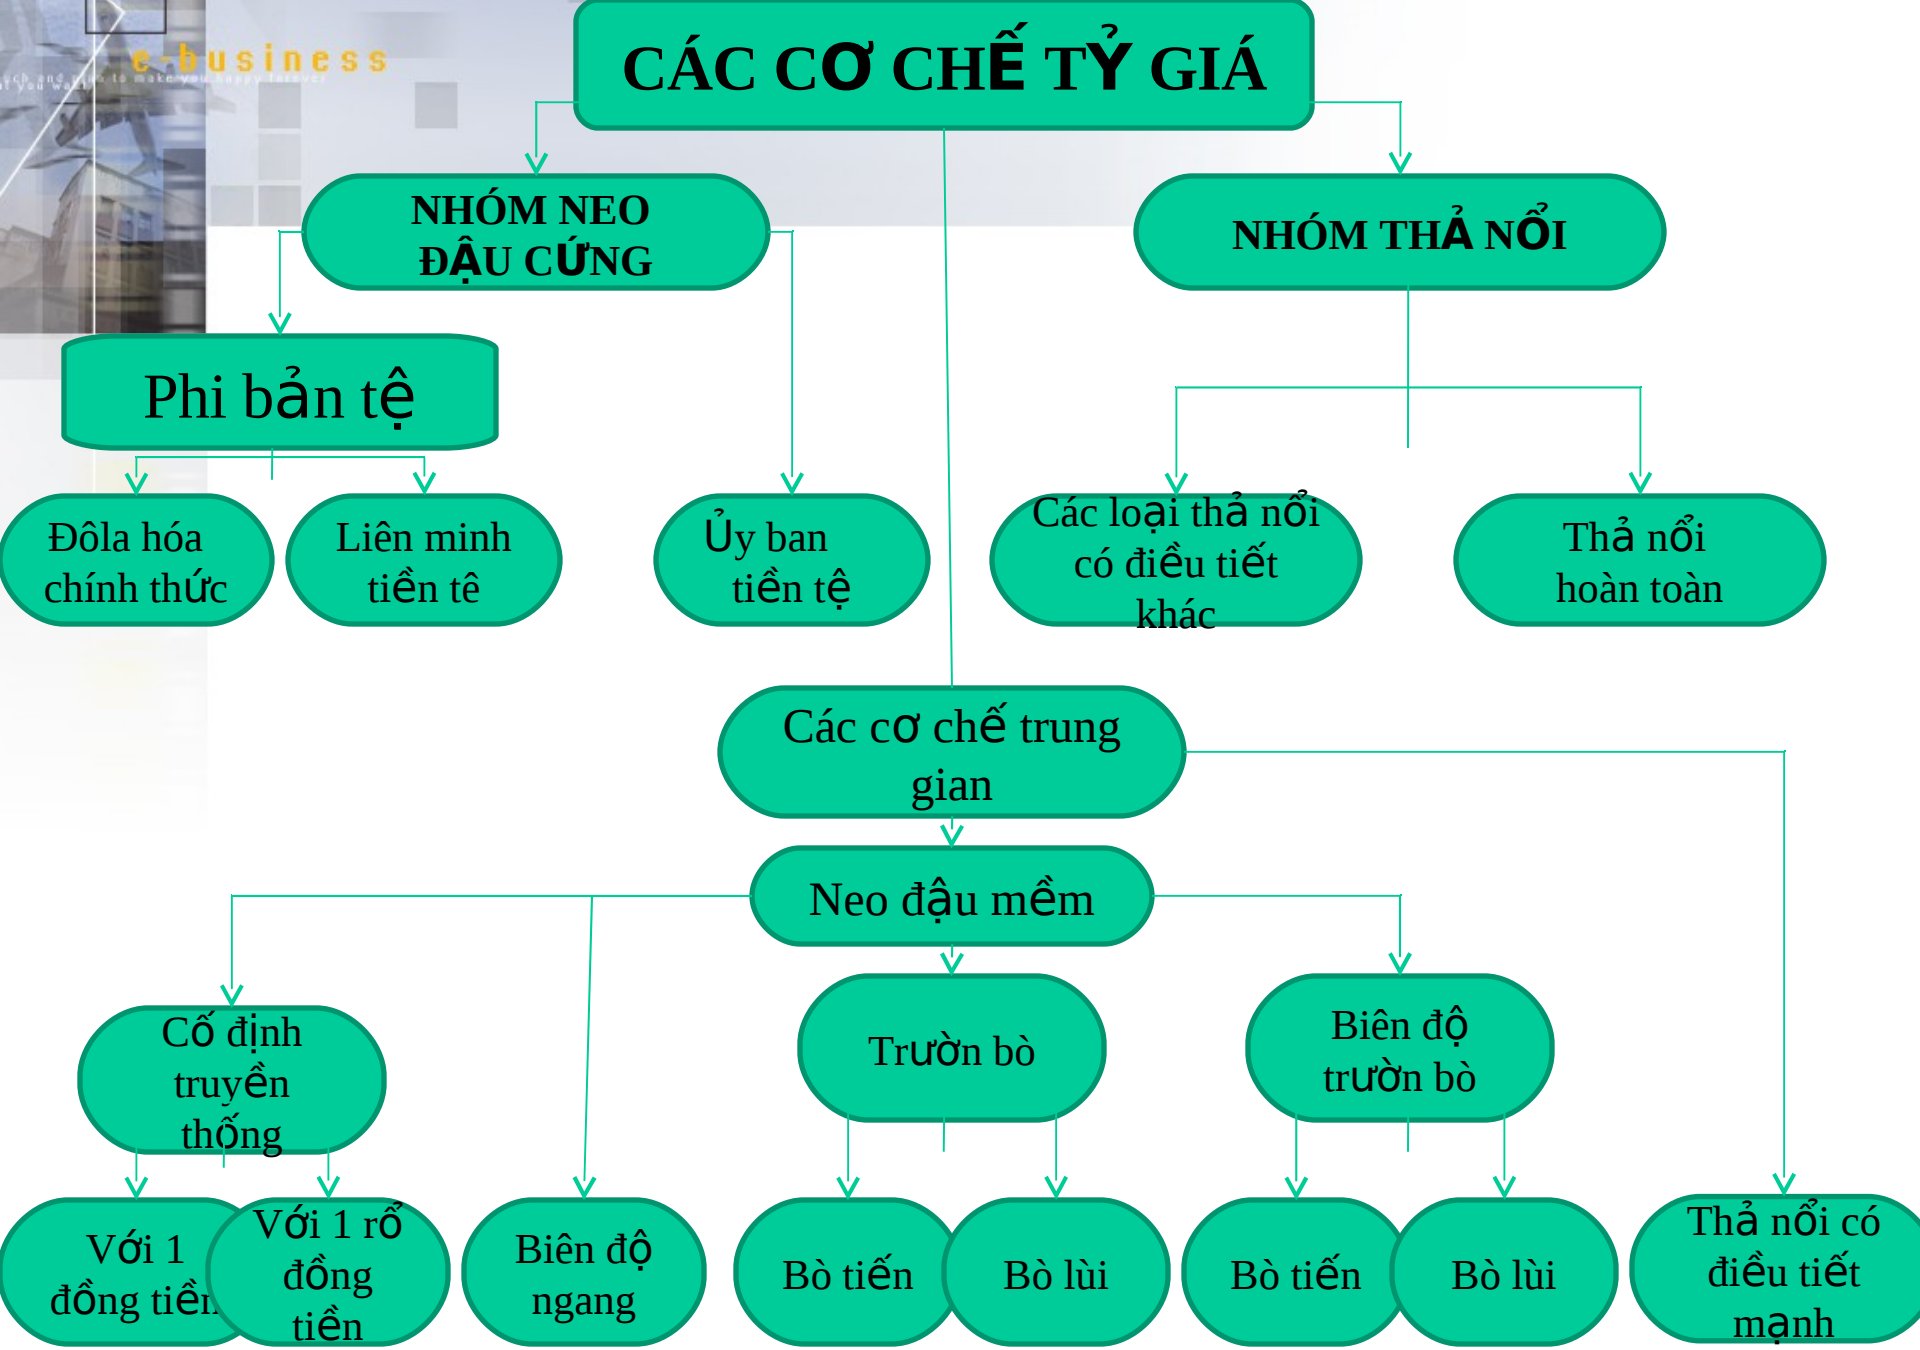 e-business
CÁC CƠ CHẾ TỶ GIÁ
NHÓM NEO
ĐẬU CỨNG
NHÓM THẢ NỔI
Phi bản tệ
Đôla hóa
chính thức
Liên minh
tiền tê
Ủy ban
tiền tệ
Các loại thả nổi
có điều tiết
khác
Thả nổi
hoàn toàn
Các cơ chế trung
gian
Neo đậu mềm
Cố định
truyền
thống
Trườn bò
Biên độ
trườn bò
Với 1
đồng tiền
Với 1 rổ
đồng
tiền
Biên độ
ngang
Bò tiến
Bò lùi
Bò tiến
Bò lùi
Thả nổi có
điều tiết
mạnh